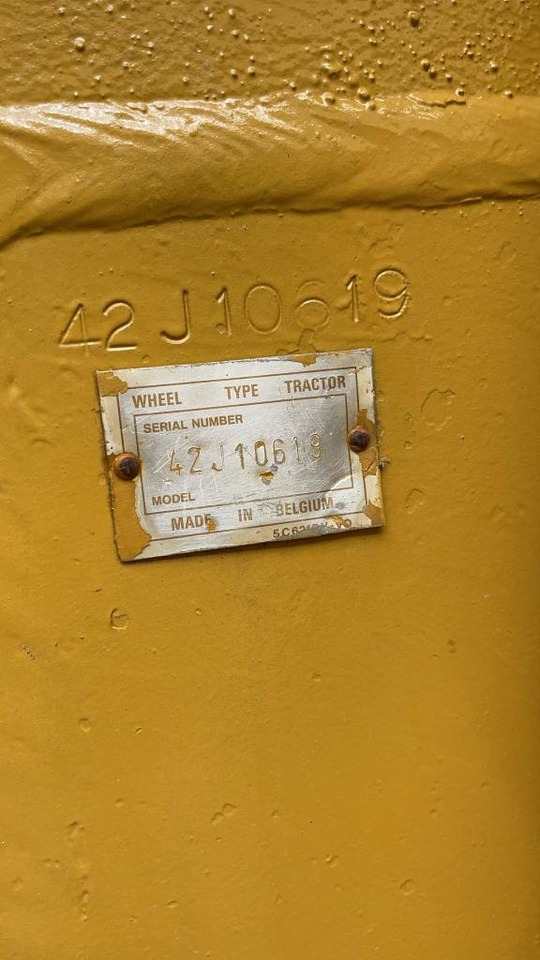 42J10619
WHEEL TYPE TRACTOR
SERIAL NUMBER
42J10619
MODEL
MADE IN BELGIUM